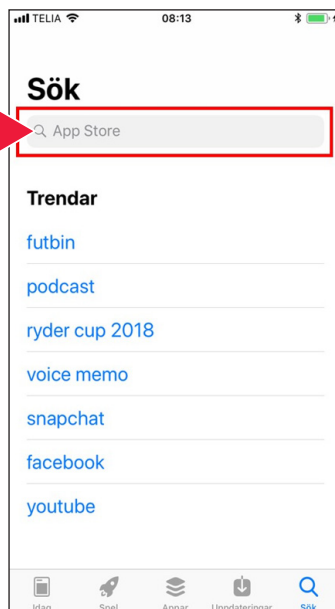 TELIA 08:13
Sök
App Store
Trendar
futbin
podcast
ryder cup 2018
voice memo
snapchat
facebook
youtube
Idag Spel Appar Uppdateringar Sök